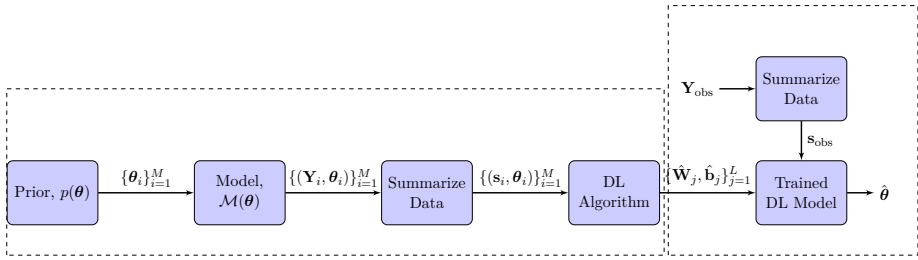 Prior, p(θ)
{θ_i}_{i=1}^M
Model,
M(θ)
{(Y_i, θ_i)}_{i=1}^M
Summarize
Data
{(s_i, θ_i)}_{i=1}^M
DL
Algorithm
{Ŵ_j, b̂_j}_{j=1}^L
Y_obs
Summarize
Data
s_obs
Trained
DL Model
θ̂